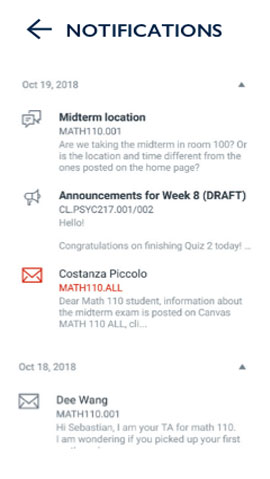 NOTIFICATIONS
Oct 19, 2018
Midterm location
MATH110.001
Are we taking the midterm in room 100? Or
is the location and time different from the
ones posted on the home page?
Announcements for Week 8 (DRAFT)
CL.PSYC217.001/002
Hello!
Congratulations on finishing Quiz 2 today! ...
Costanza Piccolo
MATH110.ALL
Dear Math 110 student, information about
the midterm exam is posted on Canvas
MATH 110 ALL, cli...
Oct 18, 2018
Dee Wang
MATH110.001
Hi Sebastian, I am your TA for math 110.
I am wondering if you picked up your first